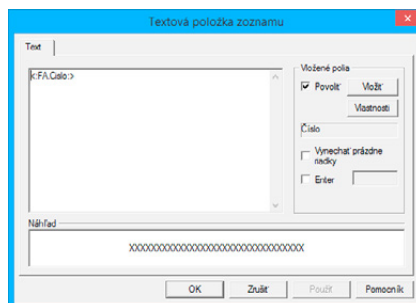 Textová položka zoznamu
Text
<:FA.Cislo:>
Vložené polia
Povoliť
Vložiť
Vlastnosti
Číslo
Vynechať prázdne riadky
Enter
Náhľad
XXXXXXXXXXXXXXXXXXXXXXXXXXXXXXXX
OK
Zrušiť
Použiť
Pomocník